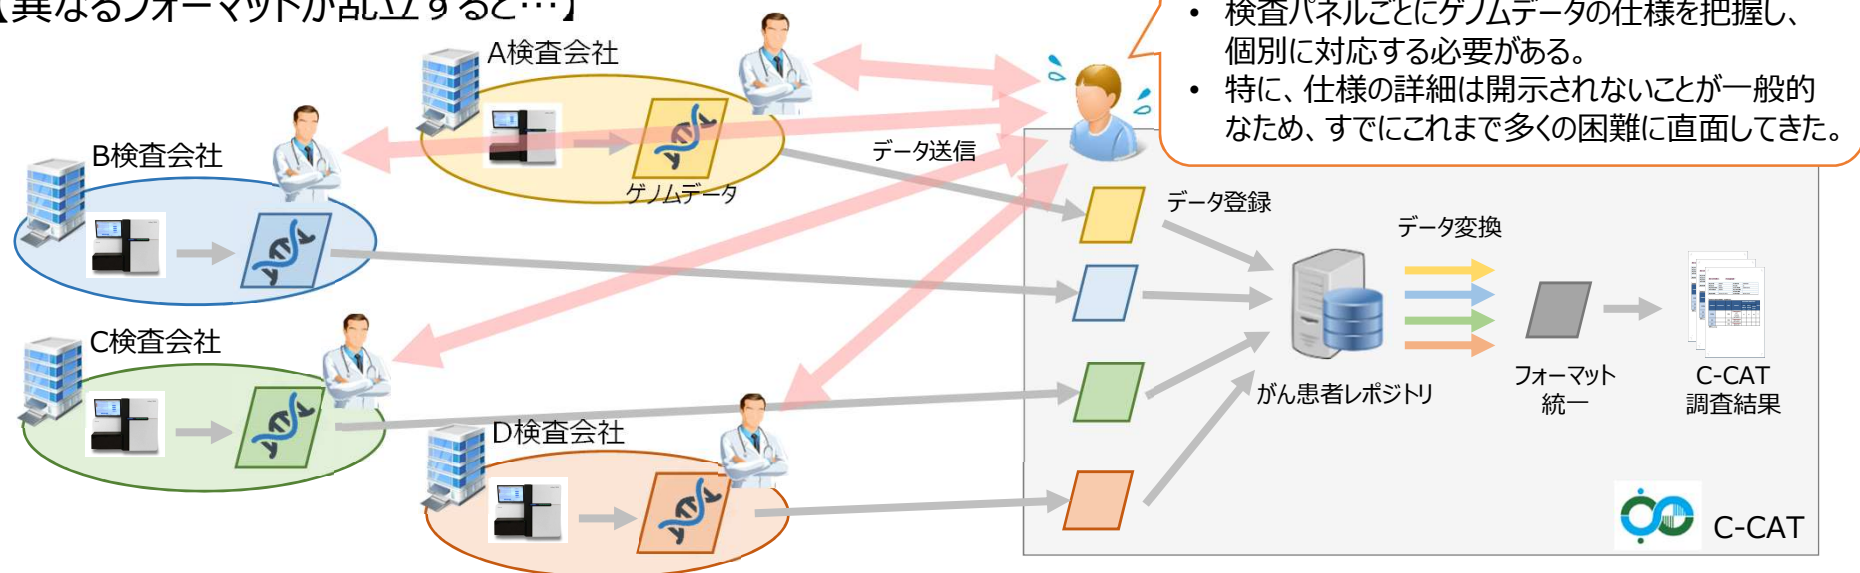 【異なるフォーマットが乱立すると…】
• 検査パネルごとにゲノムデータの仕様を把握し、
個別に対応する必要がある。
• 特に、仕様の詳細は開示されないことが一般的
なため、すでにこれまで多くの困難に直面してきた。
A検査会社
B検査会社
データ送信
ゲノムデータ
データ登録
データ変換
C検査会社
がん患者レポジトリ
フォーマット
統一
C-CAT
調査結果
D検査会社
C-CAT